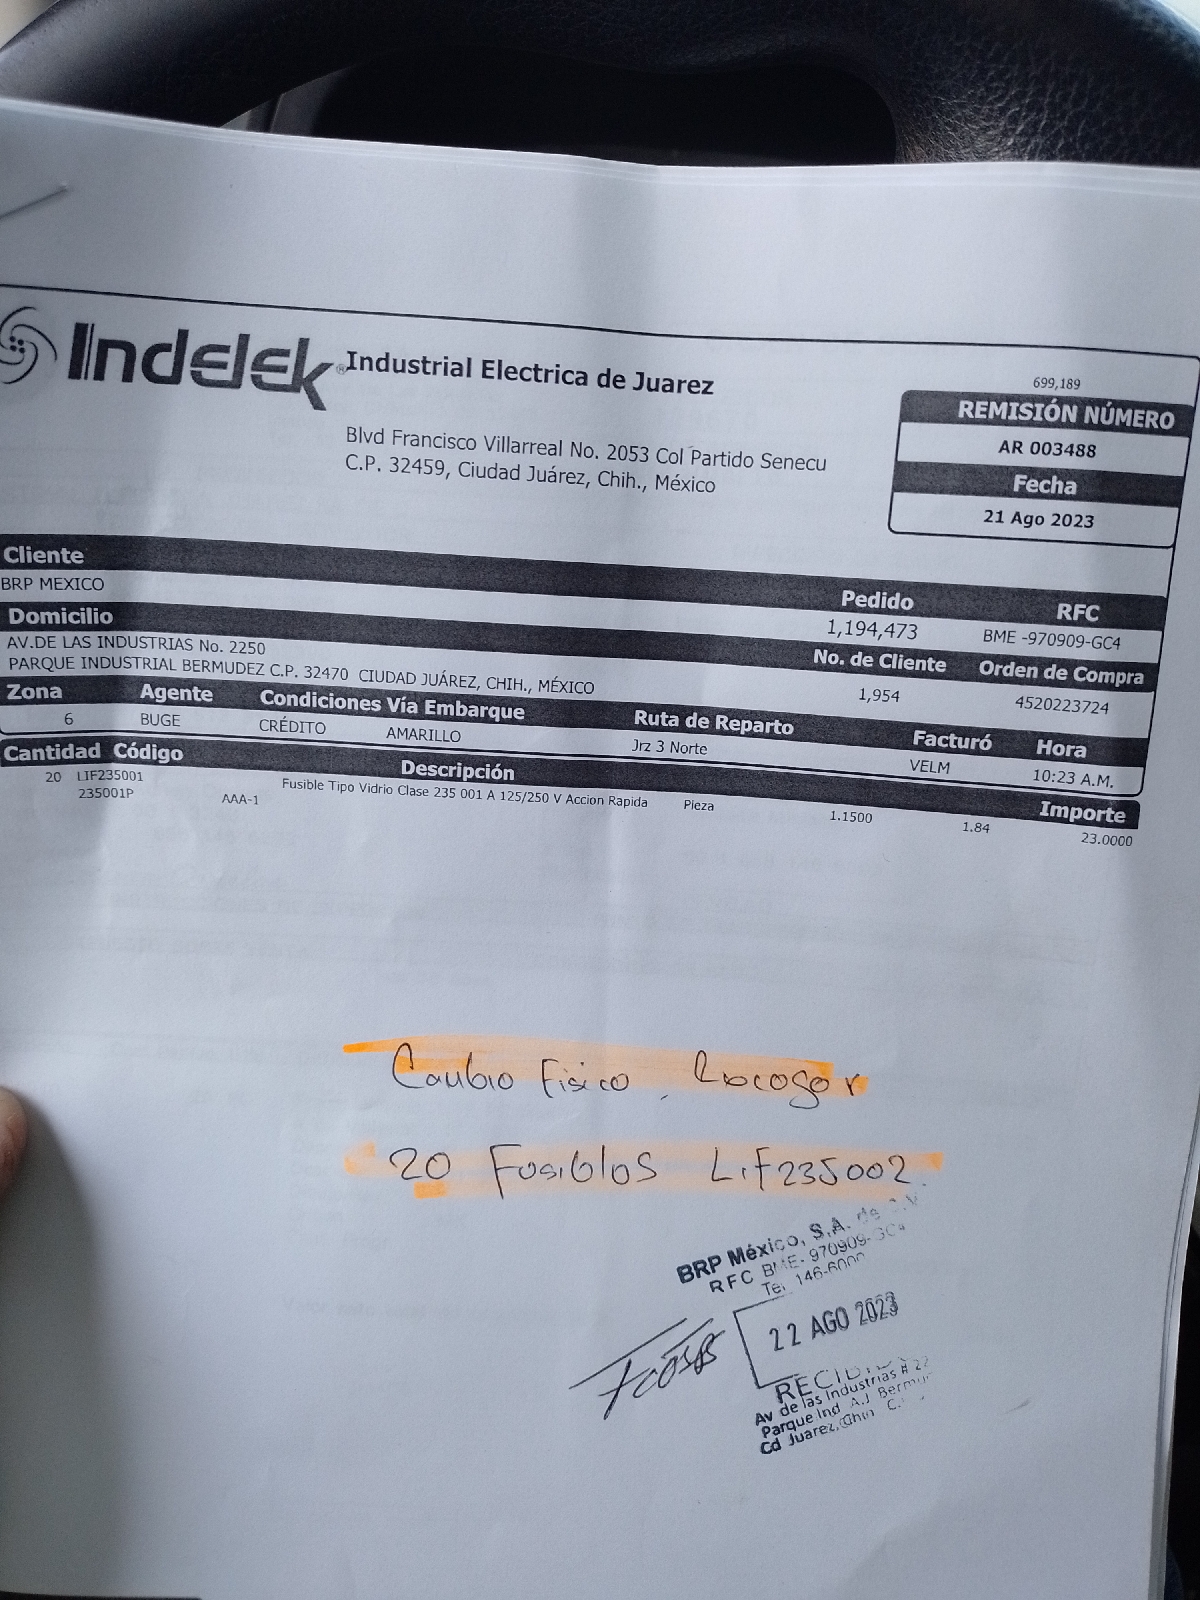 Indelek® Industrial Electrica de Juarez
Blvd Francisco Villarreal No. 2053 Col Partido Senecu
C.P. 32459, Ciudad Juárez, Chih., México
699,189
REMISIÓN NÚMERO
AR 003488
Fecha
21 Ago 2023
Cliente
BRP MEXICO
Pedido RFC
1,194,473 BME -970909-GC4
Domicilio
AV.DE LAS INDUSTRIAS No. 2250
PARQUE INDUSTRIAL BERMUDEZ C.P. 32470 CIUDAD JUÁREZ, CHIH., MÉXICO
No. de Cliente Orden de Compra
1,954 4520223724
Zona Agente Condiciones Vía Embarque Ruta de Reparto Facturó Hora
6 BUGE CRÉDITO AMARILLO Jrz 3 Norte VELM 10:23 A.M.
Cantidad Código Descripción Importe
20 LIF235001 Fusible Tipo Vidrio Clase 235 001 A 125/250 V Accion Rapida Pieza 1.1500 1.84 23.0000
235001P AAA-1
Cambio Fisico, Recoger
20 Fusibles LIF235002.
BRP México, S.A. de
RFC BME-970909-GC4
Tel 146-6000
22 AGO 2023
RECIBIDO
Av de las Industrias # 22
Parque Ind A.J Bermu
Cd Juarez, Chih C.